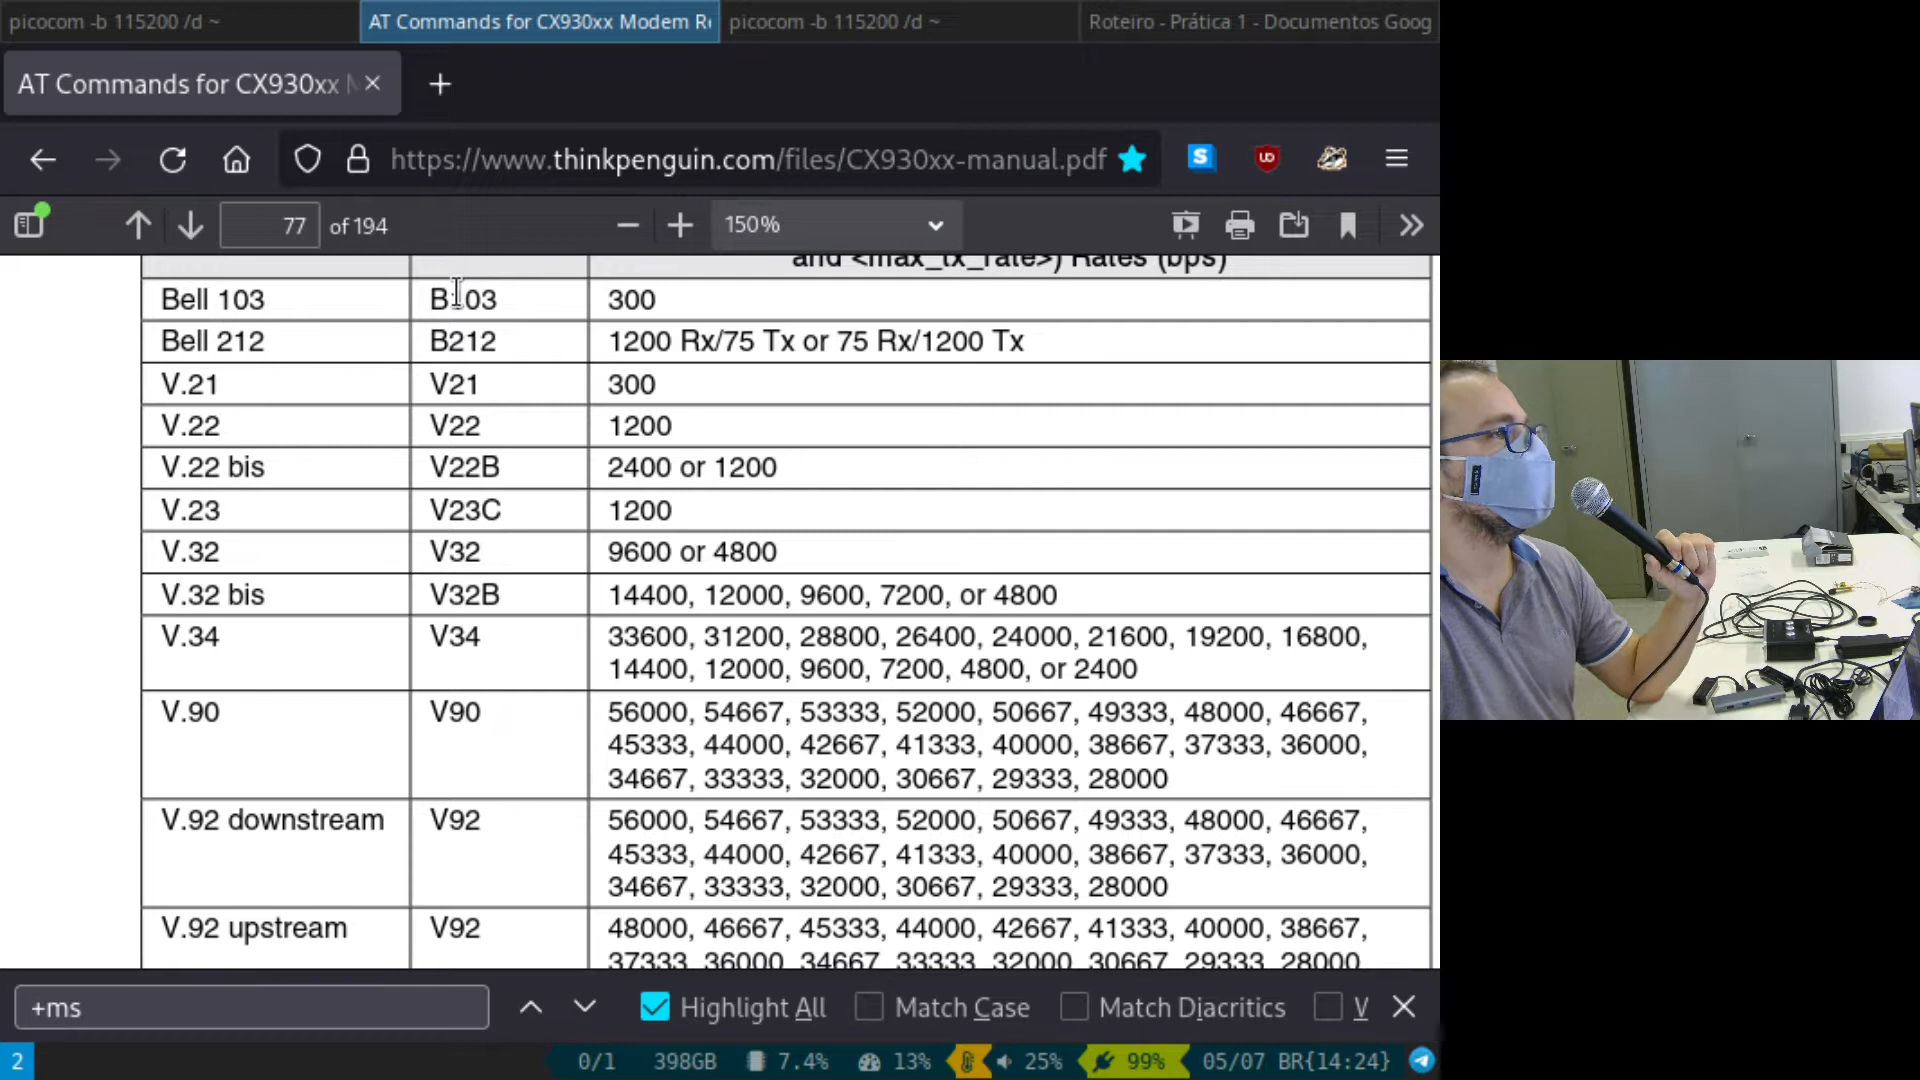 picocom -b 115200 /d ~
AT Commands for CX930xx Modem Re
picocom -b 115200 /d ~
Roteiro - Prática 1 - Documentos Goog
AT Commands for CX930xx M
https://www.thinkpenguin.com/files/CX930xx-manual.pdf
77 of 194
150%
and <max_tx_rate>) Rates (bps)
Bell 103 B103 300
Bell 212 B212 1200 Rx/75 Tx or 75 Rx/1200 Tx
V.21 V21 300
V.22 V22 1200
V.22 bis V22B 2400 or 1200
V.23 V23C 1200
V.32 V32 9600 or 4800
V.32 bis V32B 14400, 12000, 9600, 7200, or 4800
V.34 V34 33600, 31200, 28800, 26400, 24000, 21600, 19200, 16800,
14400, 12000, 9600, 7200, 4800, or 2400
V.90 V90 56000, 54667, 53333, 52000, 50667, 49333, 48000, 46667,
45333, 44000, 42667, 41333, 40000, 38667, 37333, 36000,
34667, 33333, 32000, 30667, 29333, 28000
V.92 downstream V92 56000, 54667, 53333, 52000, 50667, 49333, 48000, 46667,
45333, 44000, 42667, 41333, 40000, 38667, 37333, 36000,
34667, 33333, 32000, 30667, 29333, 28000
V.92 upstream V92 48000, 46667, 45333, 44000, 42667, 41333, 40000, 38667,
37333, 36000, 34667, 33333, 32000, 30667, 29333, 28000
+ms
Highlight All
Match Case
Match Diacritics
V
2
0/1 398GB 7.4% 13% 25% 99% 05/07 BR{14:24}